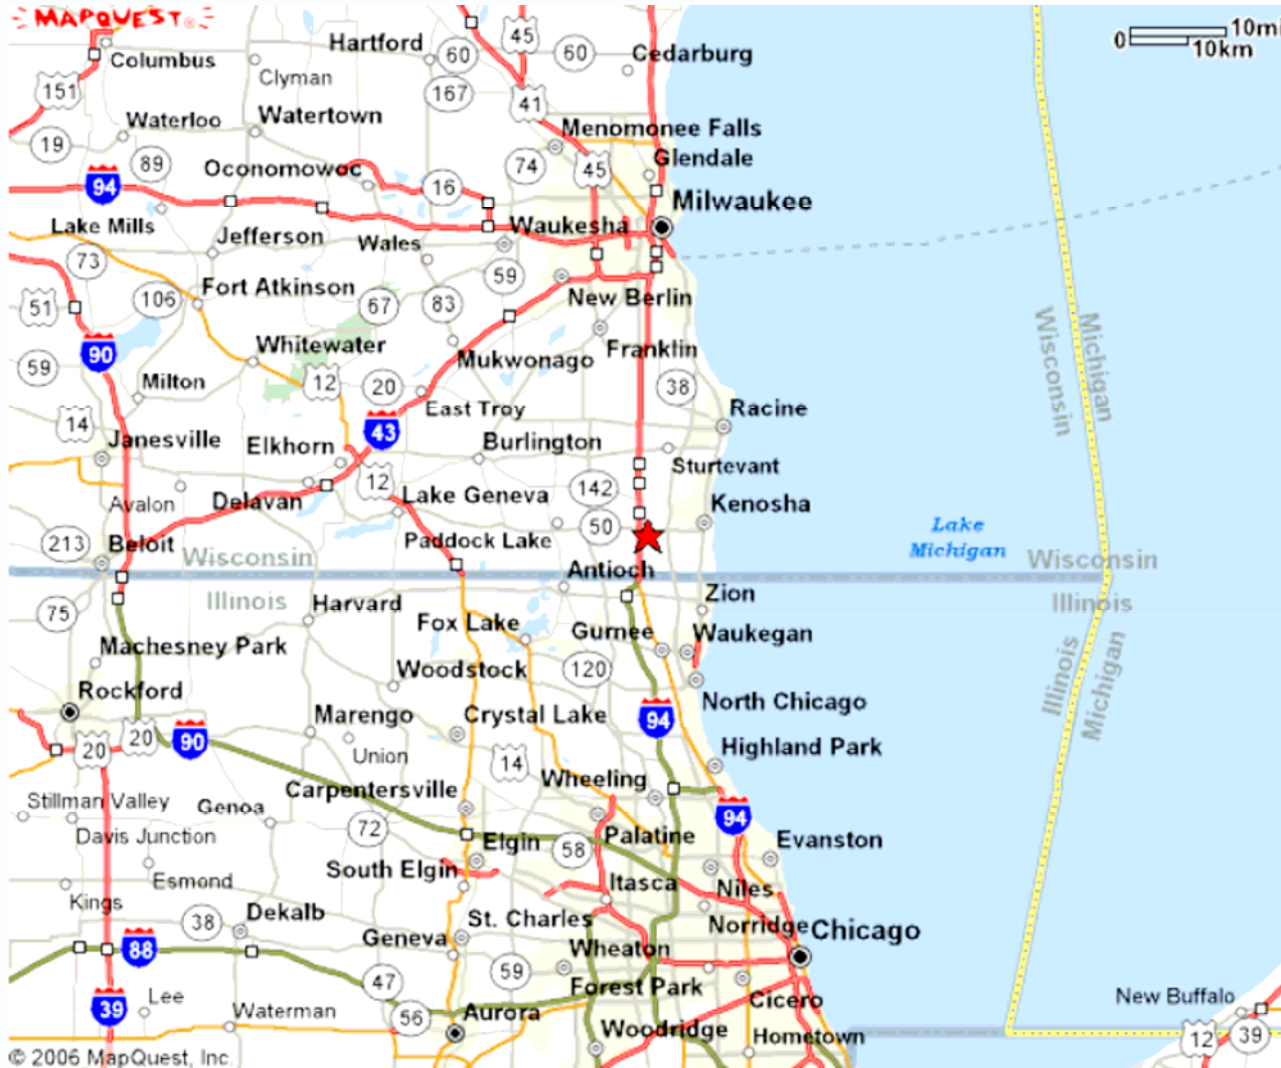 MAPQUEST®
Hartford
60
45
60
Cedarburg
0
10mi
10km
Columbus
Clyman
151
167
41
Waterloo
Watertown
Menomonee Falls
19
89
Oconomowoc
74
45
Glendale
94
16
Milwaukee
Lake Mills
Jefferson
Wales
Waukesha
73
59
51
106
Fort Atkinson
67
83
New Berlin
90
Whitewater
Mukwonago
Franklin
Wisconsin
Michigan
59
Milton
12
20
38
14
East Troy
Racine
Janesville
Elkhorn
43
Burlington
Sturtevant
Avalon
Delavan
12
Lake Geneva
142
Kenosha
213
Beloit
Wisconsin
Paddock Lake
50
Lake
Michigan
Wisconsin
Antioch
75
Illinois
Harvard
Zion
Illinois
Fox Lake
Gurnee
Waukegan
Machesney Park
Woodstock
120
Illinois
Michigan
Rockford
North Chicago
20
20
90
Marengo
Crystal Lake
94
Union
14
Highland Park
Stillman Valley
Genoa
Carpentersville
Wheeling
94
Davis Junction
72
Elgin
58
Palatine
Evanston
Esmond
South Elgin
Itasca
Niles
Kings
38
Dekalb
St. Charles
Norridge
Chicago
88
Geneva
Wheaton
47
59
Forest Park
39
Lee
Waterman
56
Aurora
Cicero
New Buffalo
Woodridge
Hometown
12
39
© 2006 MapQuest, Inc.